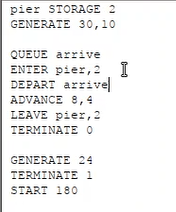 pier STORAGE 2
GENERATE 30,10
QUEUE arrive
ENTER pier,2
DEPART arrive
ADVANCE 8,4
LEAVE pier,2
TERMINATE 0
GENERATE 24
TERMINATE 1
START 180